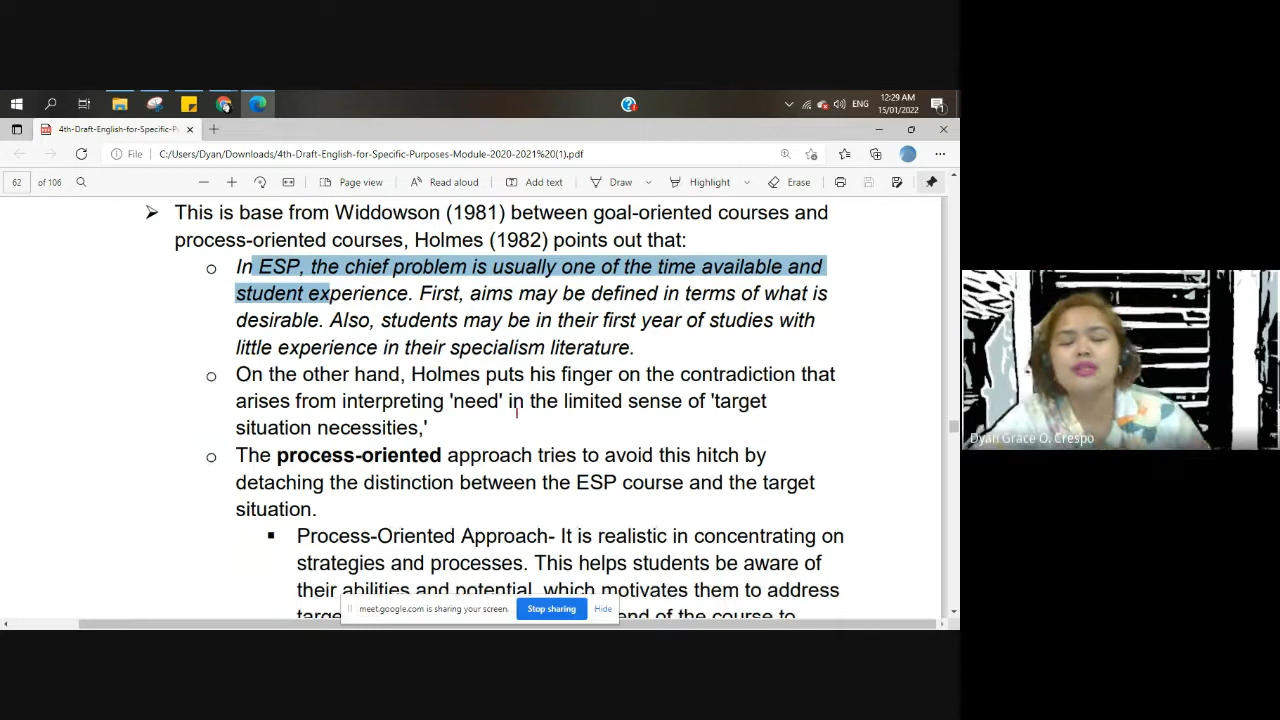 12:29 AM
ENG
15/01/2022
4th-Draft-English-for-Specific-Pu
File C:/Users/Dyan/Downloads/4th-Draft-English-for-Specific-Purposes-Module-2020-2021%20(1).pdf
62 of 106 Page view Read aloud Add text Draw Highlight Erase
This is base from Widdowson (1981) between goal-oriented courses and
process-oriented courses, Holmes (1982) points out that:
In ESP, the chief problem is usually one of the time available and
student experience. First, aims may be defined in terms of what is
desirable. Also, students may be in their first year of studies with
little experience in their specialism literature.
On the other hand, Holmes puts his finger on the contradiction that
arises from interpreting 'need' in the limited sense of 'target
situation necessities,'
The process-oriented approach tries to avoid this hitch by
detaching the distinction between the ESP course and the target
situation.
Process-Oriented Approach- It is realistic in concentrating on
strategies and processes. This helps students be aware of
their abilities and potential, which motivates them to address
end of the course to
meet.google.com is sharing your screen. Stop sharing Hide
Dyan Grace O. Crespo